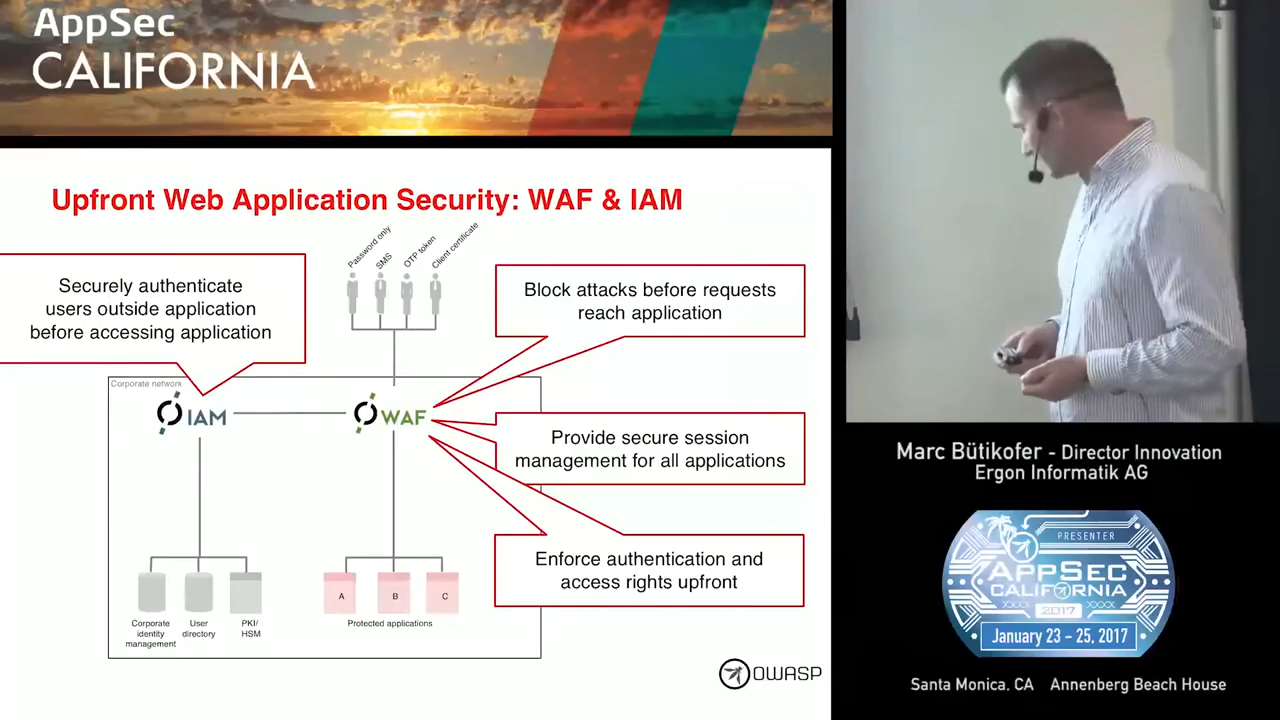 AppSec
CALIFORNIA
Upfront Web Application Security: WAF & IAM
Password only
SMS
OTP token
Client certificate
Securely authenticate
users outside application
before accessing application
Block attacks before requests
reach application
Corporate network
IAM
WAF
Provide secure session
management for all applications
Enforce authentication and
access rights upfront
A
B
C
Corporate
identity
management
User
directory
PKI/
HSM
Protected applications
OWASP
Marc Bütikofer - Director Innovation
Ergon Informatik AG
PRESENTER
APPSEC
CALIFORNIA
2017
January 23 - 25, 2017
Santa Monica, CA Annenberg Beach House